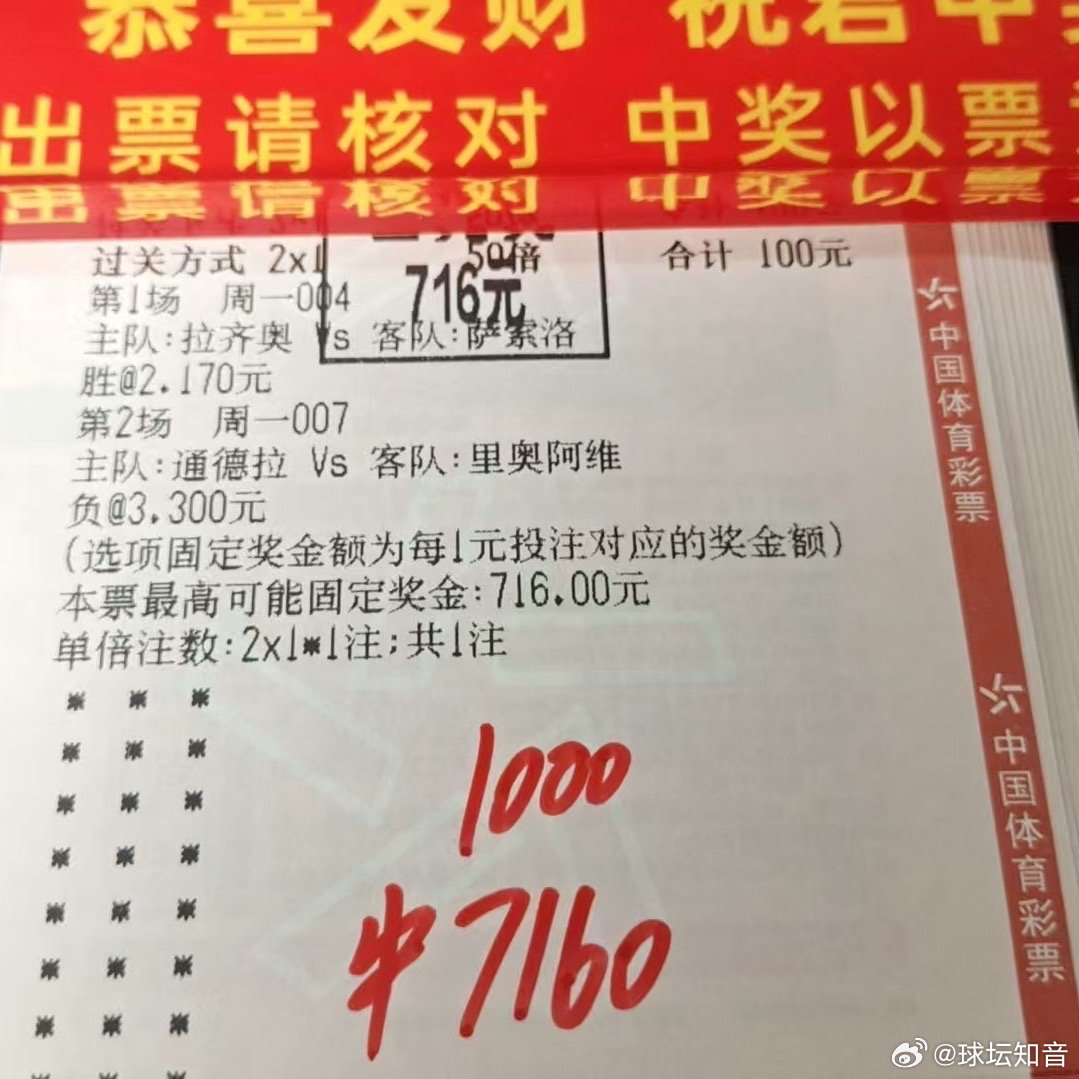 恭喜发财 祝君中奖
出票请核对 中奖以票
出票请核对 中奖以票
过关方式 2x1 50倍 合计 100元
716元
第1场 周一004
主队:拉齐奥 Vs 客队:萨索洛
胜@2.170元
第2场 周一007
主队:通德拉 Vs 客队:里奥阿维
负@3.300元
(选项固定奖金额为每1元投注对应的奖金额)
本票最高可能固定奖金:716.00元
单倍注数:2x1*1注;共1注
1000
中7160
中国体育彩票
中国体育彩票
@球坛知音